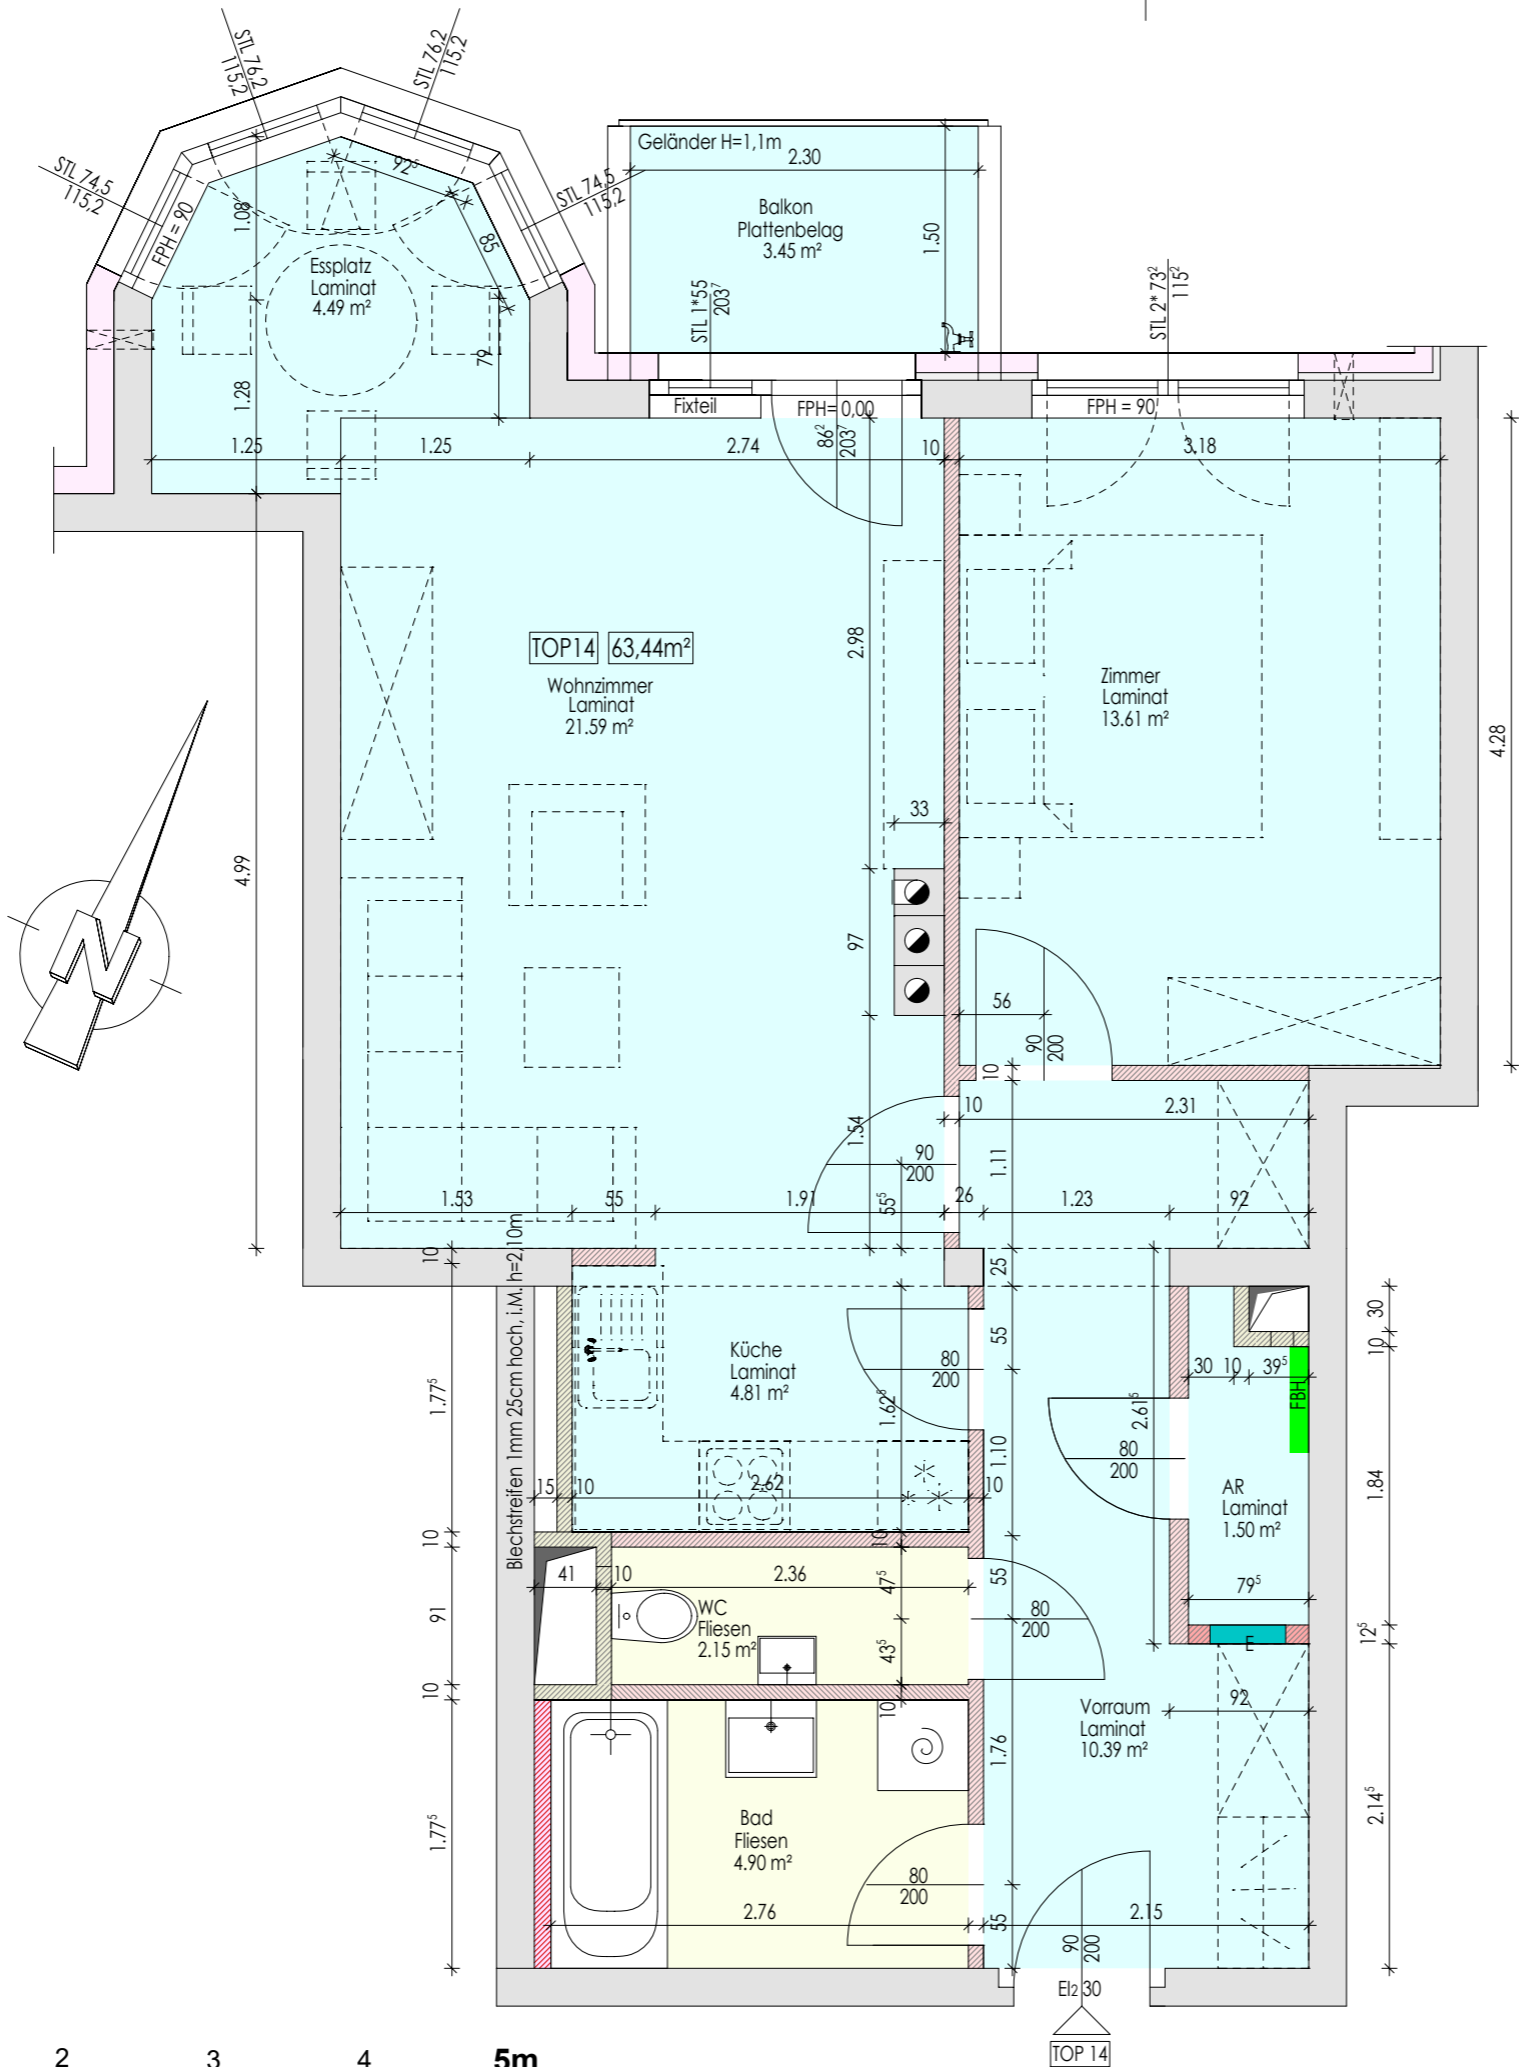 STL 76,2
115,2
STL 76,2
115,2
STL 74,5
115,2
STL 74,5
115,2
FPH = 90
92⁵
85
1.08
1.28
79
Essplatz
Laminat
4.49 m²
Geländer H=1,1m
2.30
1.50
Balkon
Plattenbelag
3.45 m²
STL 1*55
203⁷
STL 2* 73²
115²
Fixteil
FPH= 0,00
86²
203⁷
FPH = 90
1.25
1.25
2.74
10
3.18
TOP14
63,44m²
Wohnzimmer
Laminat
21.59 m²
2.98
Zimmer
Laminat
13.61 m²
4.28
4.99
N
33
97
56
90
200
10
1.54
10
2.31
90
200
1.11
55⁵
1.53
55
1.91
26
1.23
92
10
25
Blechstreifen 1mm 25cm hoch, i.M. h=2,10m
1.77⁵
Küche
Laminat
4.81 m²
1.62⁵
80
200
55
1.10
2.61⁵
80
200
30
10
39⁵
30
10
FBH
AR
Laminat
1.50 m²
1.84
15
10
2.62
10
10
10
41
10
2.36
91
WC
Fliesen
2.15 m²
47⁵
43⁵
55
80
200
79⁵
12⁵
E
10
10
Vorraum
Laminat
10.39 m²
92
1.76
2.14⁵
1.77⁵
Bad
Fliesen
4.90 m²
80
200
2.76
55
2.15
90
200
EI₂ 30
TOP 14
2
3
4
5m